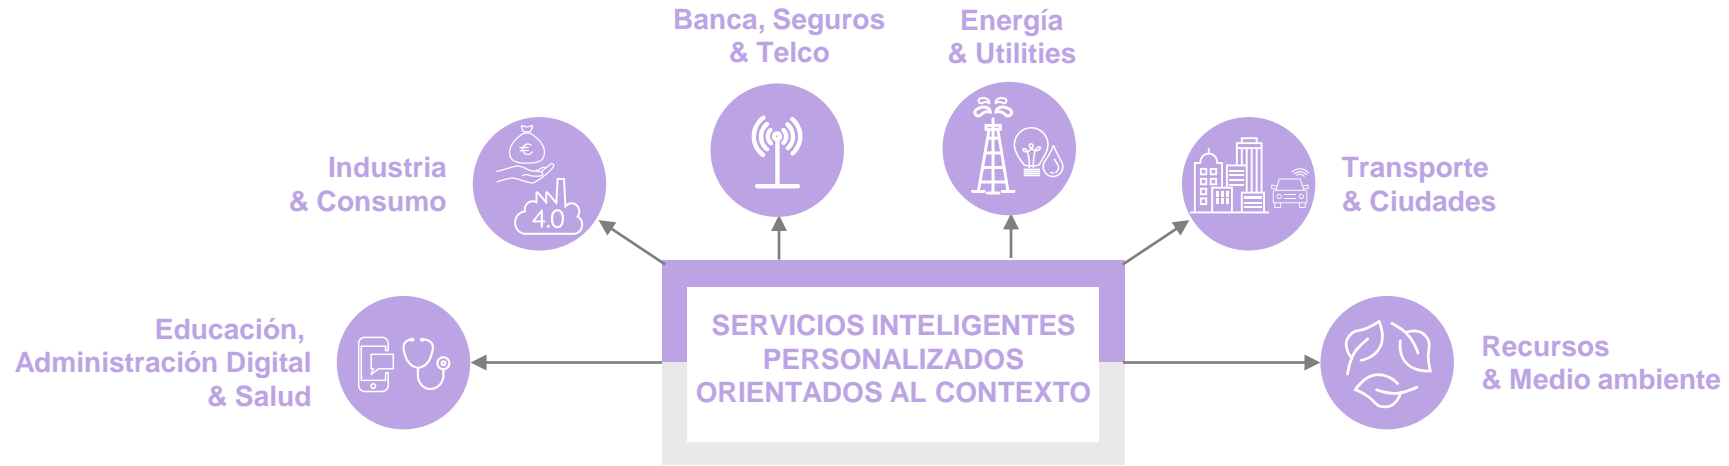 Banca, Seguros
& Telco
Energía
& Utilities
Industria
& Consumo
€
4.0
Transporte
& Ciudades
Educación,
Administración Digital
& Salud
SERVICIOS INTELIGENTES
PERSONALIZADOS
ORIENTADOS AL CONTEXTO
Recursos
& Medio ambiente